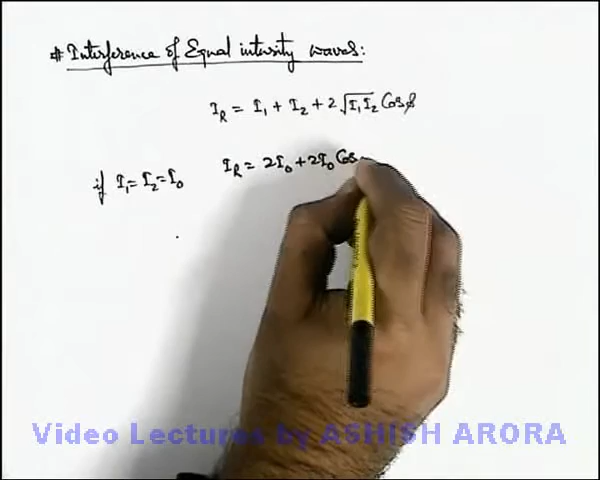 # Interference of Equal intensity waves:
I_R = I_1 + I_2 + 2 √I_1 I_2 Cos ϕ
if I_1 = I_2 = I_0 I_R = 2I_0 + 2I_0 Cos
Video Lectures by ASHISH ARORA